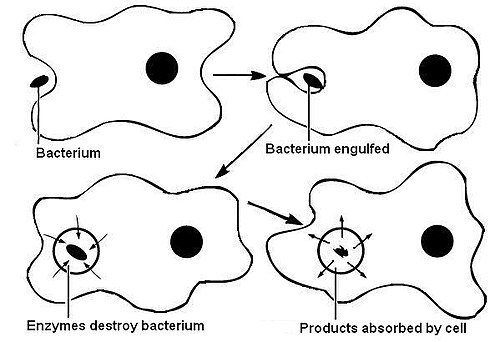 Bacterium
Bacterium engulfed
Enzymes destroy bacterium
Products absorbed by cell